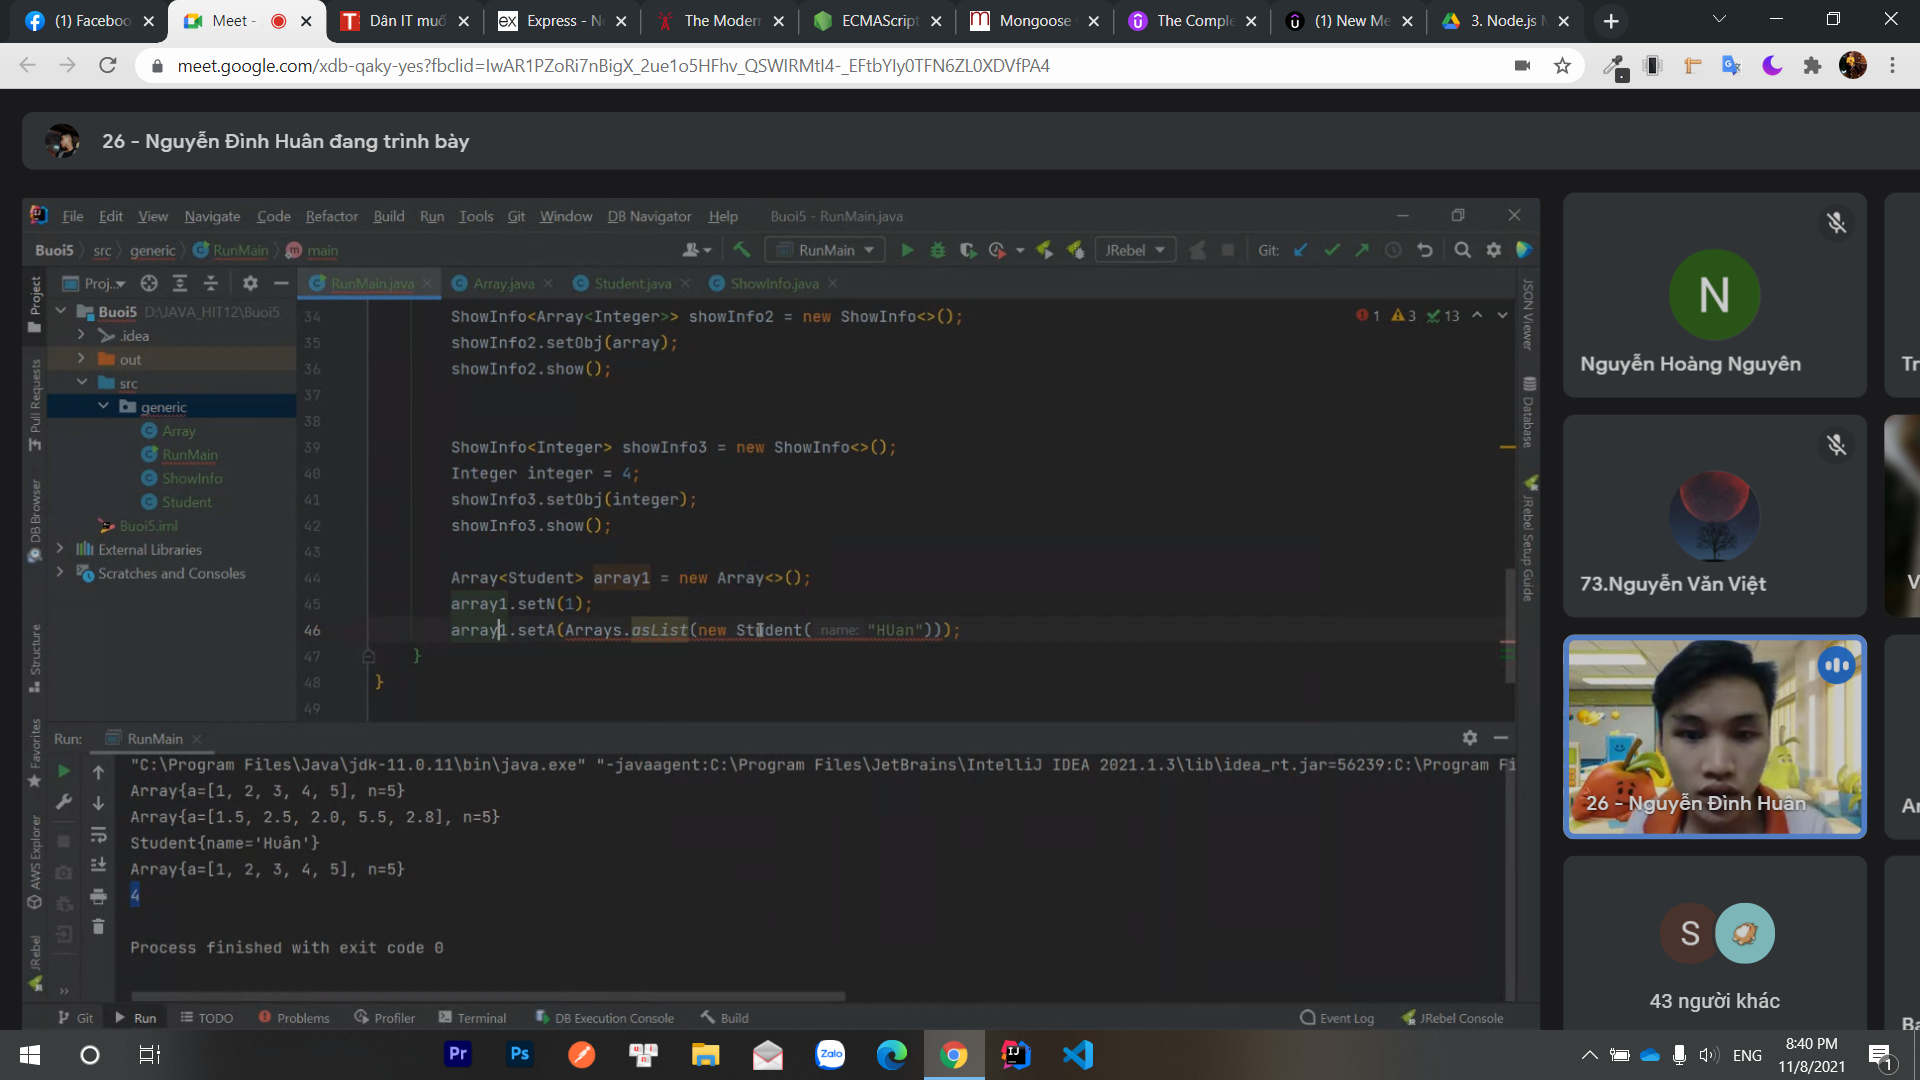 (1) Faceboo
Meet -
Dân IT muố
Express - No
The Modern
ECMAScript
Mongoose
The Comple
(1) New Me
3. Node.js M
meet.google.com/xdb-qaky-yes?fbclid=IwAR1PZoRi7nBigX_2ue1o5HFhv_QSWIRMtI4-_EFtbYIy0TFN6ZL0XDVfPA4
26 - Nguyễn Đình Huân đang trình bày
File Edit View Navigate Code Refactor Build Run Tools Git Window DB Navigator Help Buoi5 - RunMain.java
Buoi5 src generic RunMain main
RunMain JRebel Git:
Project
Proj...
RunMain.java Array.java Student.java ShowInfo.java
Buoi5 D:\JAVA_HIT12\Buoi5
.idea
out
src
generic
Array
RunMain
ShowInfo
Student
Buoi5.iml
External Libraries
Scratches and Consoles
1 3 13
34 ShowInfo<Array<Integer>> showInfo2 = new ShowInfo<>();
35 showInfo2.setObj(array);
36 showInfo2.show();
37
38
39 ShowInfo<Integer> showInfo3 = new ShowInfo<>();
40 Integer integer = 4;
41 showInfo3.setObj(integer);
42 showInfo3.show();
43
44 Array<Student> array1 = new Array<>();
45 array1.setN(1);
46 array1.setA(Arrays.asList(new Student( name: "HUan")));
47 }
48 }
49
Pull Requests
DB Browser
Structure
Favorites
AWS Explorer
JRebel
JSON Viewer
Database
JRebel Setup Guide
Run: RunMain
"C:\Program Files\Java\jdk-11.0.11\bin\java.exe" "-javaagent:C:\Program Files\JetBrains\IntelliJ IDEA 2021.1.3\lib\idea_rt.jar=56239:C:\Program Fi
Array{a=[1, 2, 3, 4, 5], n=5}
Array{a=[1.5, 2.5, 2.0, 5.5, 2.8], n=5}
Student{name='Huân'}
Array{a=[1, 2, 3, 4, 5], n=5}
4
Process finished with exit code 0
Git Run TODO Problems Profiler Terminal DB Execution Console Build Event Log JRebel Console
N
Nguyễn Hoàng Nguyên
Tr
73.Nguyễn Văn Việt
V
26 - Nguyễn Đình Huân
Ar
S
43 người khác
Ba
Pr Ps Zalo
ENG
8:40 PM
11/8/2021
1